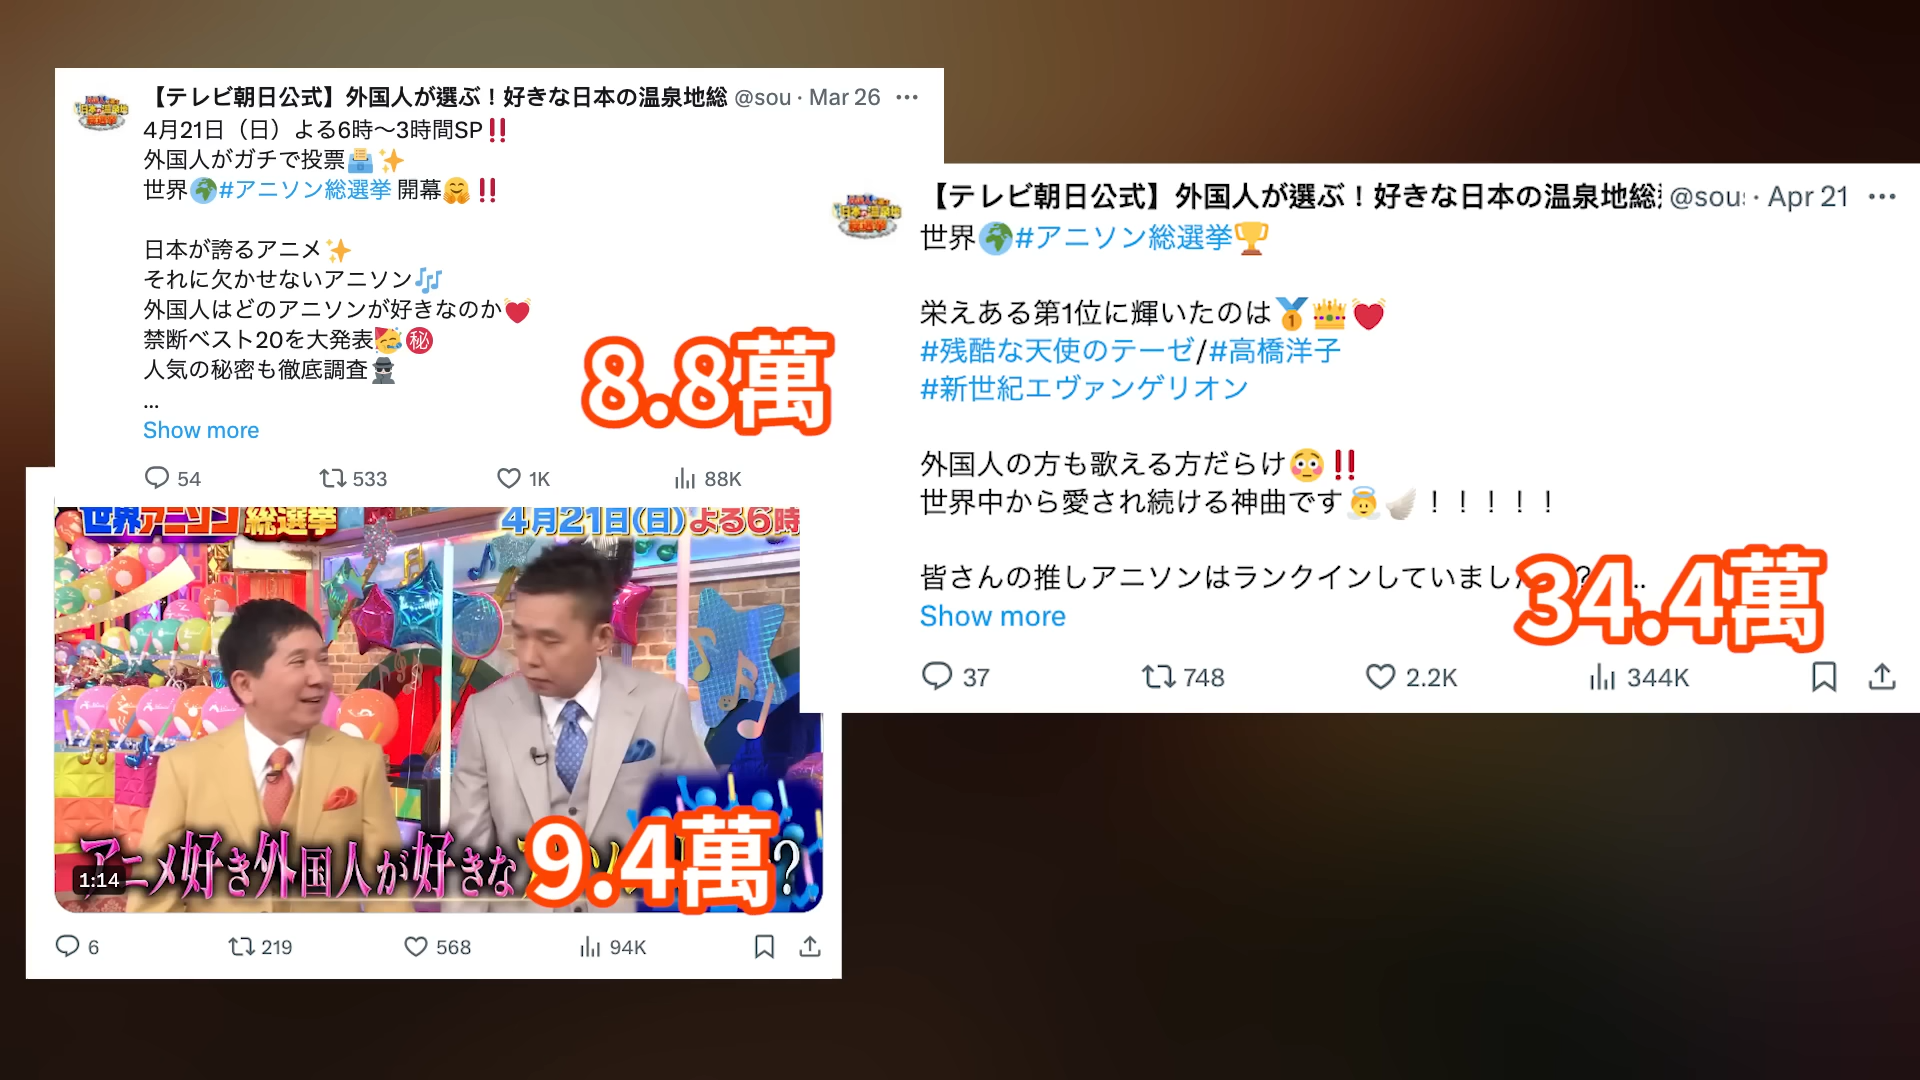 【テレビ朝日公式】外国人が選ぶ！好きな日本の温泉地総 @sou · Mar 26 ···
4月21日（日）よる6時〜3時間SP‼️
外国人がガチで投票🗳️✨
世界🌍#アニソン総選挙 開幕🤗‼️
日本が誇るアニメ✨
それに欠かせないアニソン🎶
外国人はどのアニソンが好きなのか💓
禁断ベスト20を大発表🥳㊙️
人気の秘密も徹底調査🕵️
...
Show more
8.8萬
54 533 1K 88K
世界アニソン総選挙
4月21日(日)よる6時
アニメ好き外国人が好きな
?
1:14
9.4萬
6 219 568 94K
【テレビ朝日公式】外国人が選ぶ！好きな日本の温泉地総 @sou · Apr 21 ···
世界🌍#アニソン総選挙🏆
栄えある第1位に輝いたのは🥇👑💓
#残酷な天使のテーゼ/#高橋洋子
#新世紀エヴァンゲリオン
外国人の方も歌える方だらけ😳‼️
世界中から愛され続ける神曲です👼🪽！！！！！
皆さんの推しアニソンはランクインしていまし
Show more
34.4萬
37 748 2.2K 344K